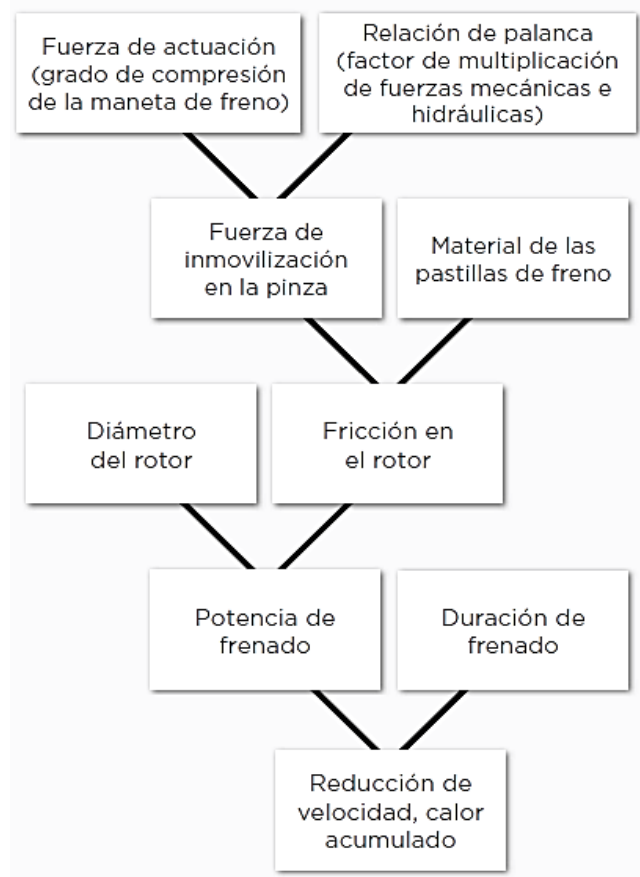 Fuerza de actuación
(grado de compresión
de la maneta de freno)
Relación de palanca
(factor de multiplicación
de fuerzas mecánicas e
hidráulicas)
Fuerza de
inmovilización
en la pinza
Material de las
pastillas de freno
Diámetro
del rotor
Fricción en
el rotor
Potencia de
frenado
Duración de
frenado
Reducción de
velocidad, calor
acumulado